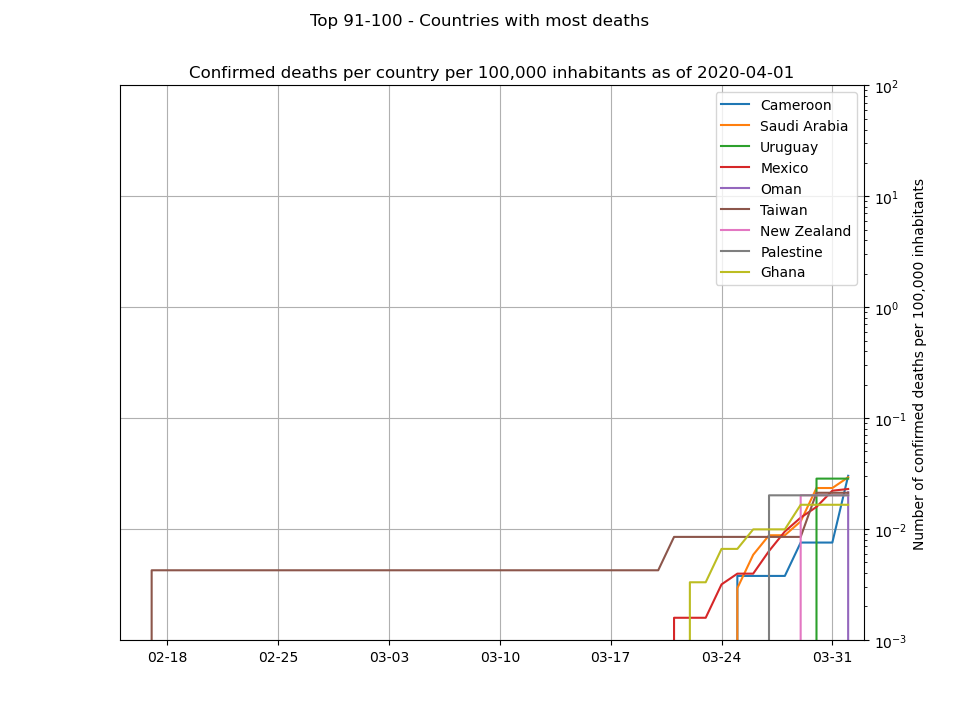 Top 91-100 - Countries with most deaths
Confirmed deaths per country per 100,000 inhabitants as of 2020-04-01
Cameroon
Saudi Arabia
Uruguay
Mexico
Oman
Taiwan
New Zealand
Palestine
Ghana
10²
10¹
10⁰
10⁻¹
10⁻²
10⁻³
Number of confirmed deaths per 100,000 inhabitants
02-18
02-25
03-03
03-10
03-17
03-24
03-31